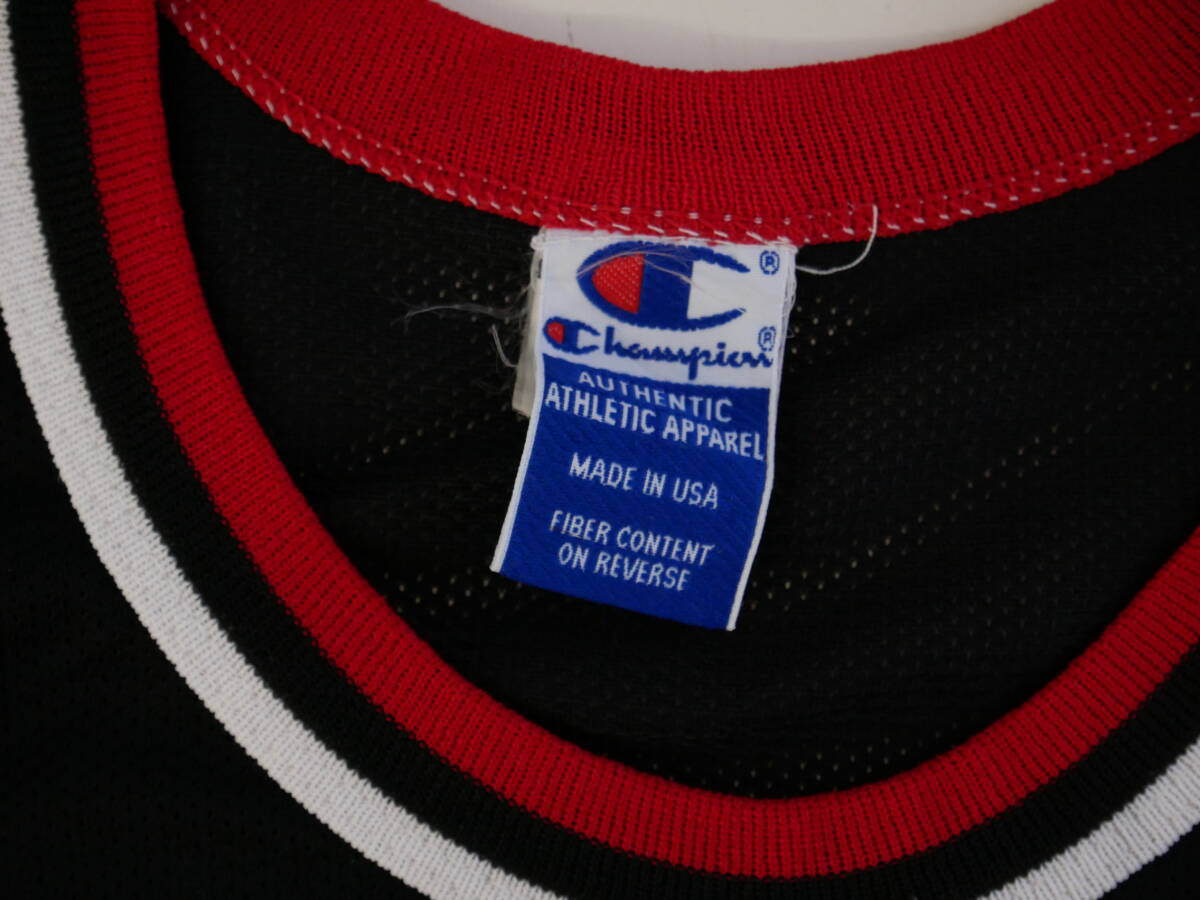 ®
Champion®
AUTHENTIC
ATHLETIC APPAREL
MADE IN USA
FIBER CONTENT
ON REVERSE